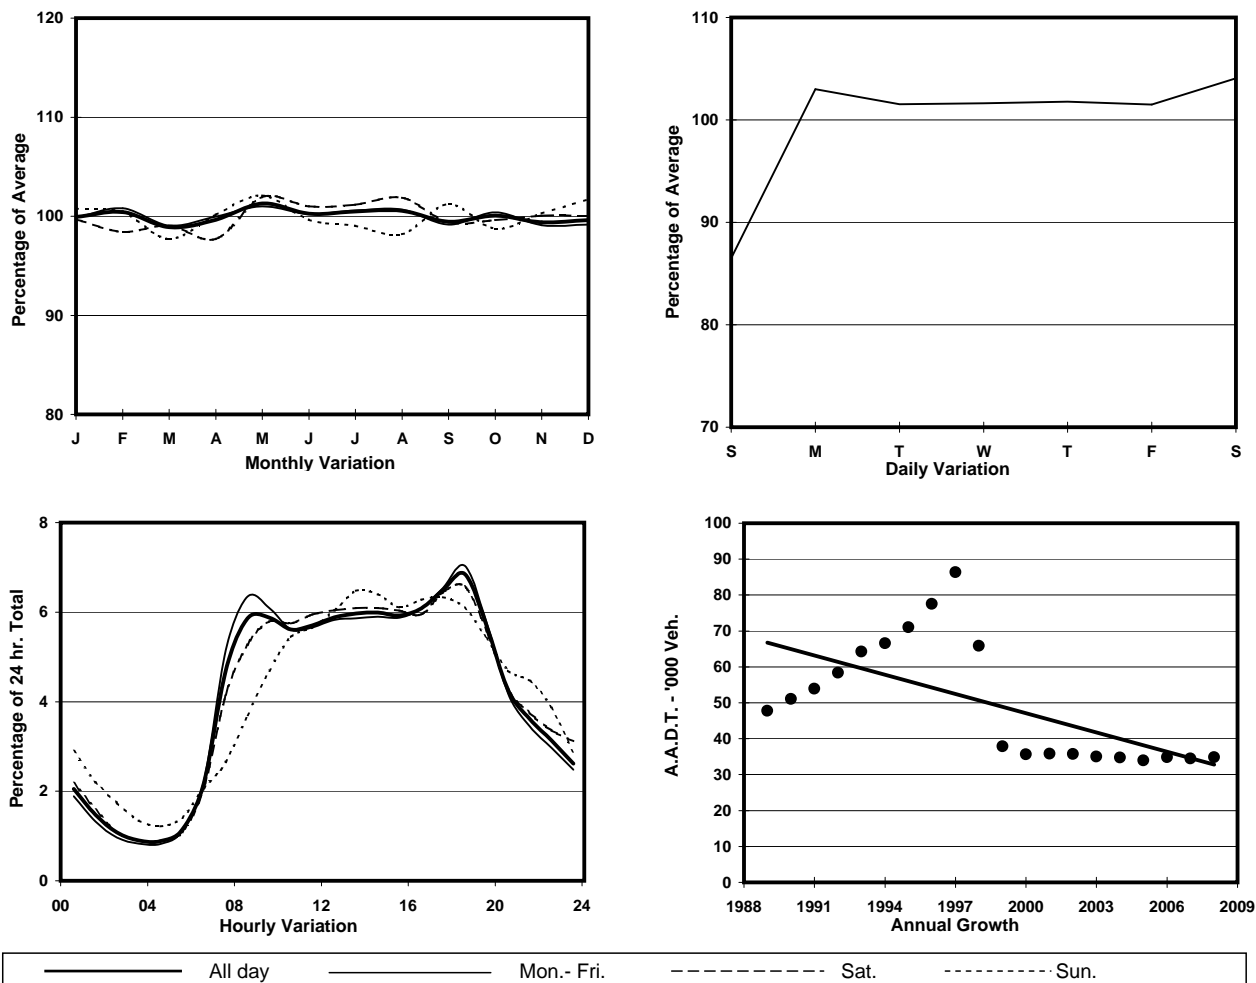 120
110
100
90
80
Percentage of Average
J F M A M J J A S O N D
Monthly Variation
110
100
90
80
70
Percentage of Average
S M T W T F S
Daily Variation
8
6
4
2
0
Percentage of 24 hr. Total
00 04 08 12 16 20 24
Hourly Variation
100
90
80
70
60
50
40
30
20
10
0
A.A.D.T. - '000 Veh.
1988 1991 1994 1997 2000 2003 2006 2009
Annual Growth
All day Mon.- Fri. Sat. Sun.